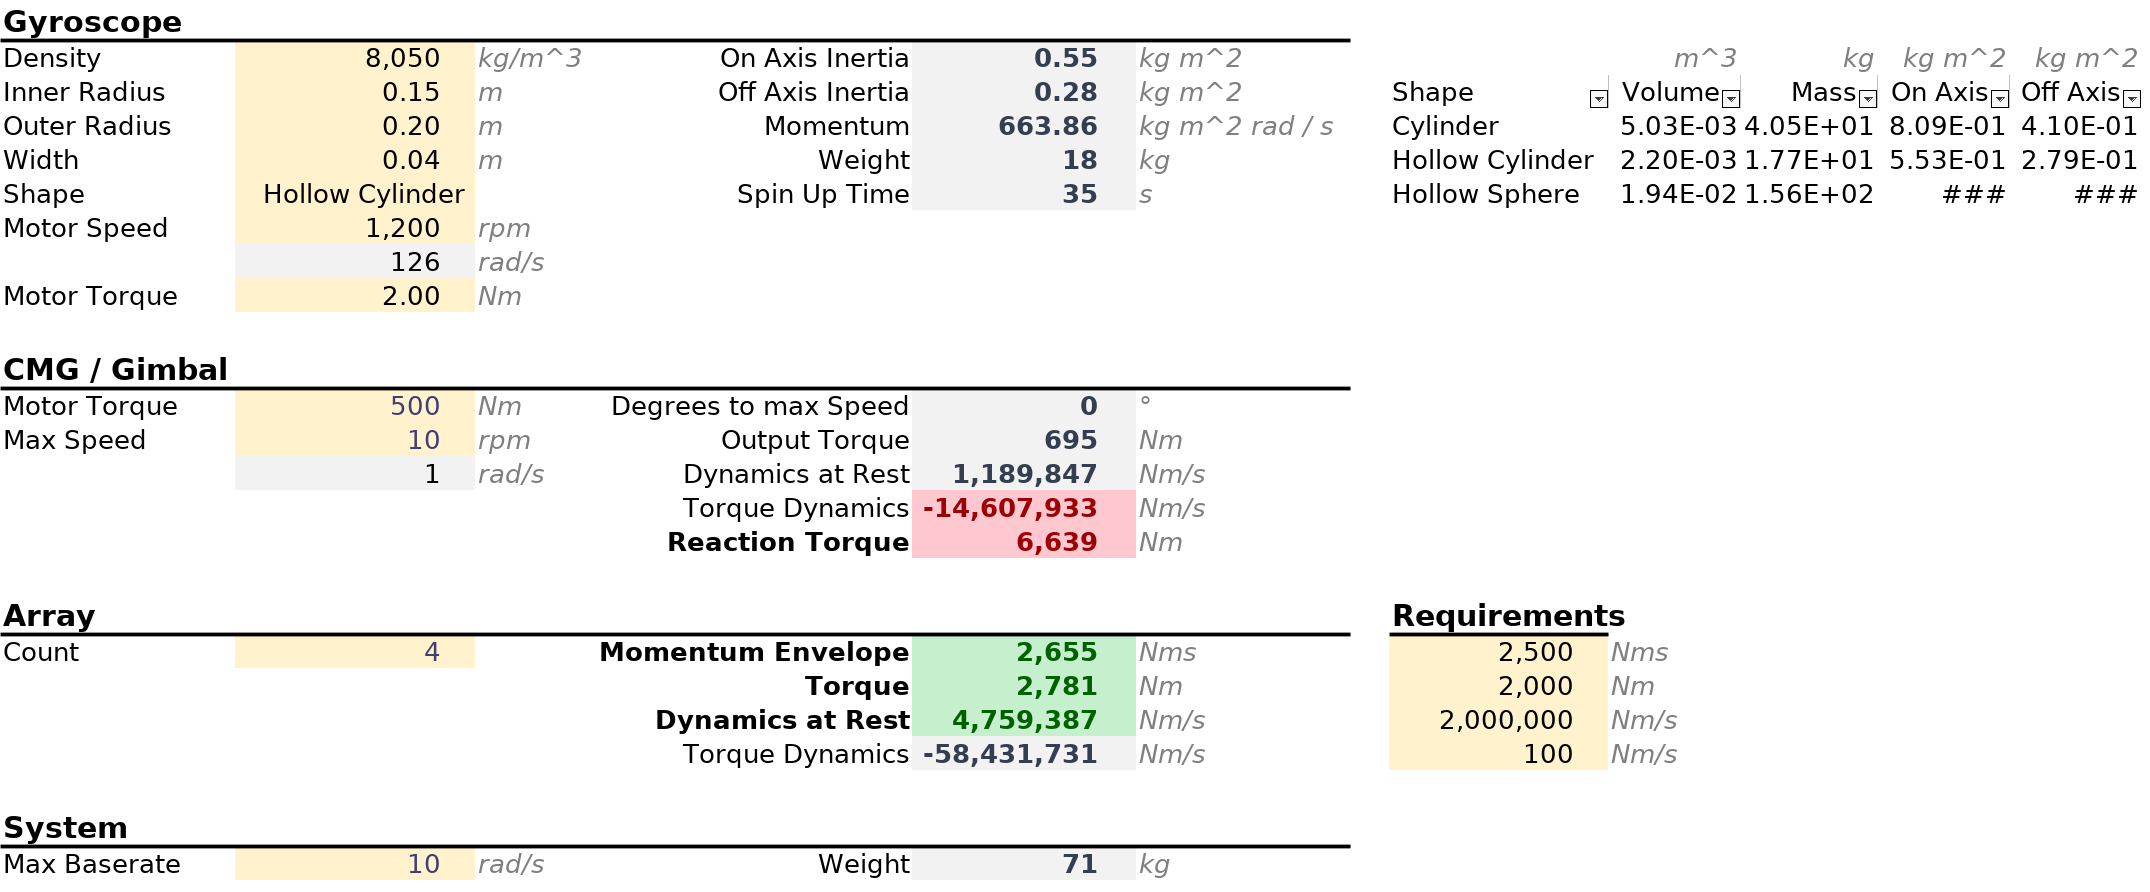 Gyroscope
Density 8,050 kg/m^3 On Axis Inertia 0.55 kg m^2 m^3 kg kg m^2 kg m^2
Inner Radius 0.15 m Off Axis Inertia 0.28 kg m^2 Shape Volume Mass On Axis Off Axis
Outer Radius 0.20 m Momentum 663.86 kg m^2 rad / s Cylinder 5.03E-03 4.05E+01 8.09E-01 4.10E-01
Width 0.04 m Weight 18 kg Hollow Cylinder 2.20E-03 1.77E+01 5.53E-01 2.79E-01
Shape Hollow Cylinder Spin Up Time 35 s Hollow Sphere 1.94E-02 1.56E+02 ### ###
Motor Speed 1,200 rpm
126 rad/s
Motor Torque 2.00 Nm
CMG / Gimbal
Motor Torque 500 Nm Degrees to max Speed 0 °
Max Speed 10 rpm Output Torque 695 Nm
1 rad/s Dynamics at Rest 1,189,847 Nm/s
Torque Dynamics -14,607,933 Nm/s
Reaction Torque 6,639 Nm
Array Requirements
Count 4 Momentum Envelope 2,655 Nms 2,500 Nms
Torque 2,781 Nm 2,000 Nm
Dynamics at Rest 4,759,387 Nm/s 2,000,000 Nm/s
Torque Dynamics -58,431,731 Nm/s 100 Nm/s
System
Max Baserate 10 rad/s Weight 71 kg